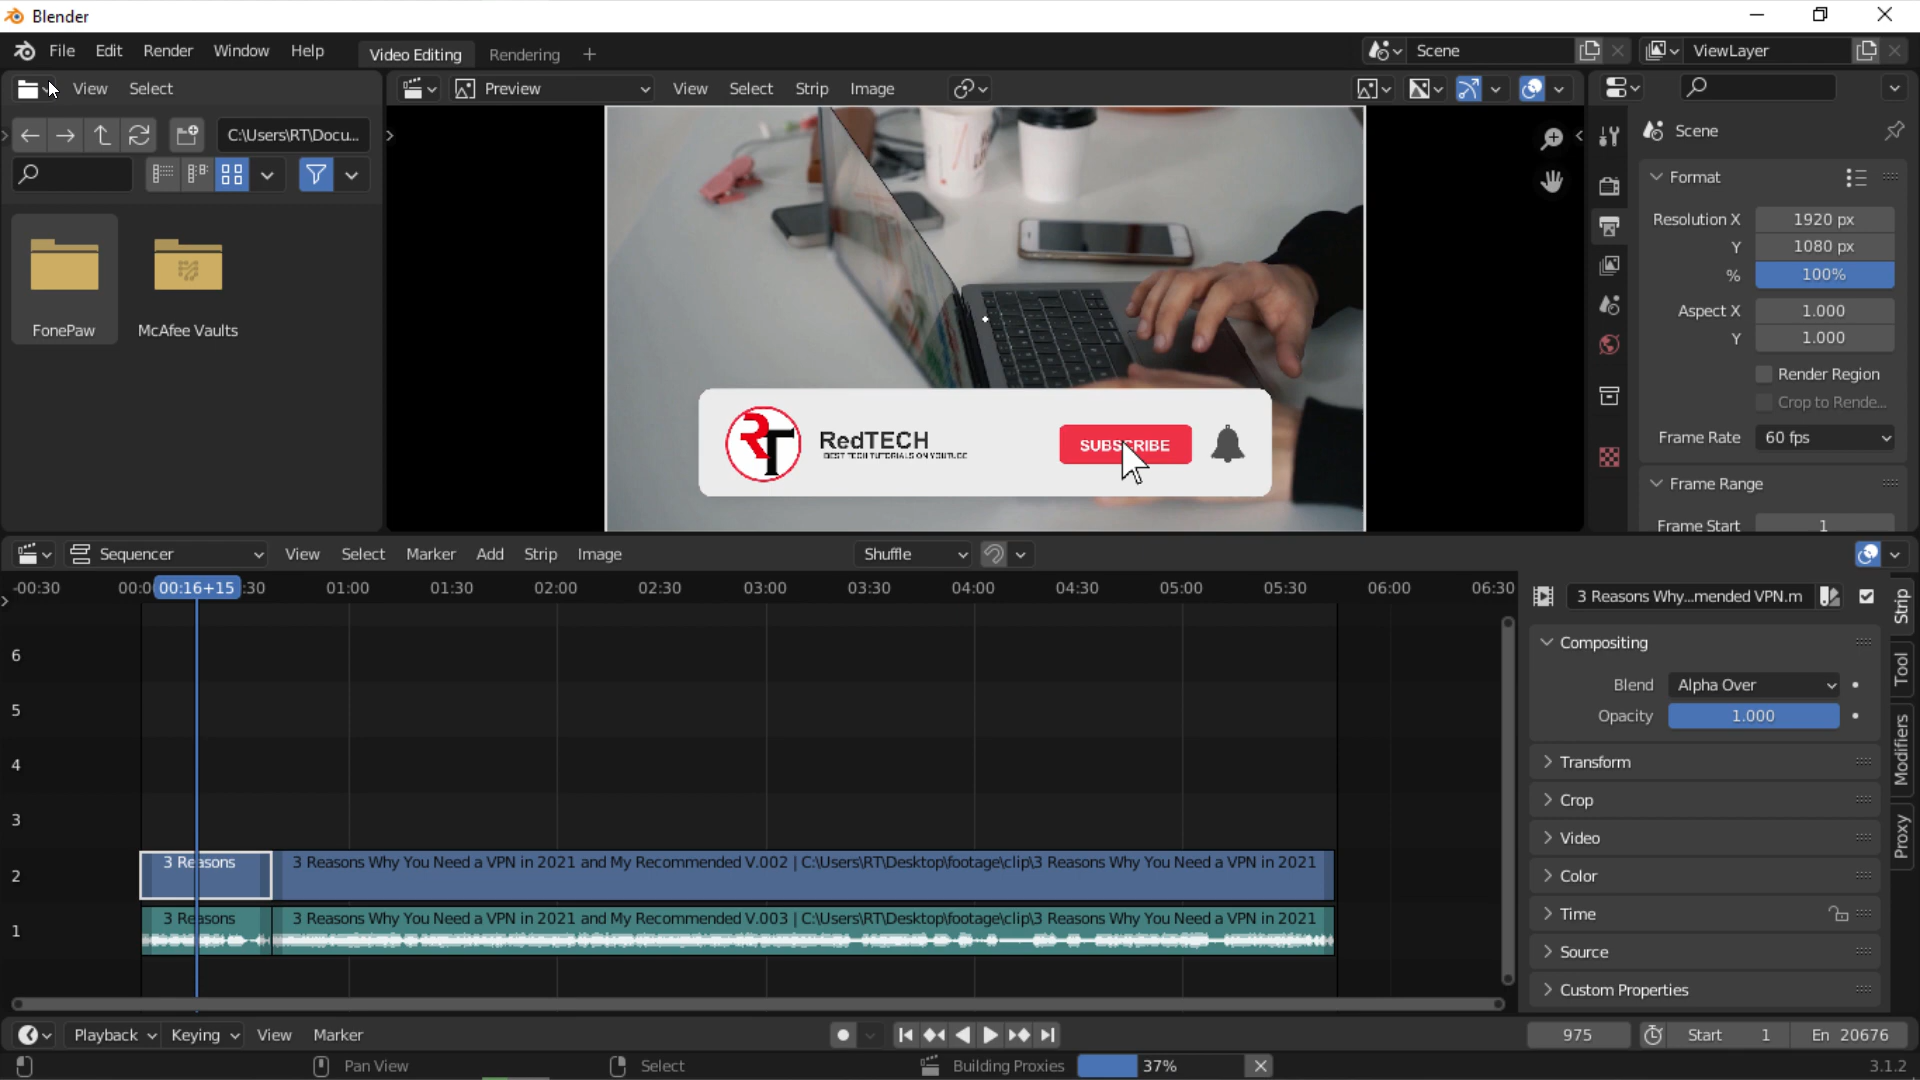 Blender
File Edit Render Window Help Video Editing Rendering + Scene ViewLayer
View Select Preview View Select Strip Image
C:\Users\RT\Docu...
FonePaw McAfee Vaults
RedTECH
BEST TECH TUTORIALS ON YOUTUBE
SUBSCRIBE
Scene
Format
Resolution X 1920 px
Y 1080 px
% 100%
Aspect X 1.000
Y 1.000
Render Region
Crop to Rende...
Frame Rate 60 fps
Frame Range
Frame Start 1
Sequencer View Select Marker Add Strip Image Shuffle
-00:30 00:0 00:16+15 :30 01:00 01:30 02:00 02:30 03:00 03:30 04:00 04:30 05:00 05:30 06:00 06:30
6
5
4
3
2
3 Reasons 3 Reasons Why You Need a VPN in 2021 and My Recommended V.002 | C:\Users\RT\Desktop\footage\clip\3 Reasons Why You Need a VPN in 2021
1
3 Reasons 3 Reasons Why You Need a VPN in 2021 and My Recommended V.003 | C:\Users\RT\Desktop\footage\clip\3 Reasons Why You Need a VPN in 2021
3 Reasons Why...mended VPN.m
Compositing
Blend Alpha Over
Opacity 1.000
Transform
Crop
Video
Color
Time
Source
Custom Properties
Strip
Tool
Modifiers
Proxy
Playback Keying View Marker 975 Start 1 En 20676
Pan View Select Building Proxies 37% 3.1.2